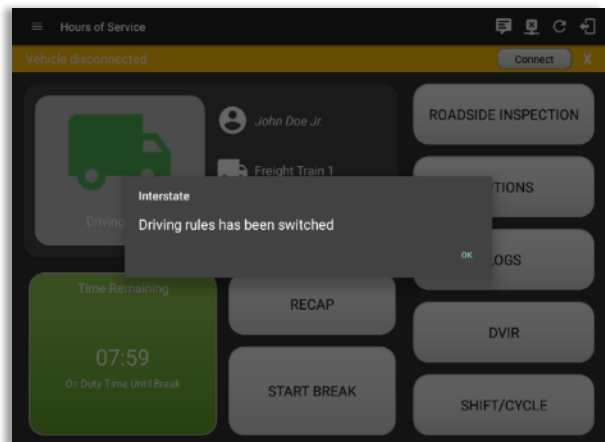 Hours of Service
Vehicle disconnected
Connect X
John Doe Jr.
Freight Train 1
Driving
Interstate
Driving rules has been switched
OK
ROADSIDE INSPECTION
PTIONS
LOGS
DVIR
SHIFT/CYCLE
Time Remaining
07:59
On Duty Time Until Break
RECAP
START BREAK